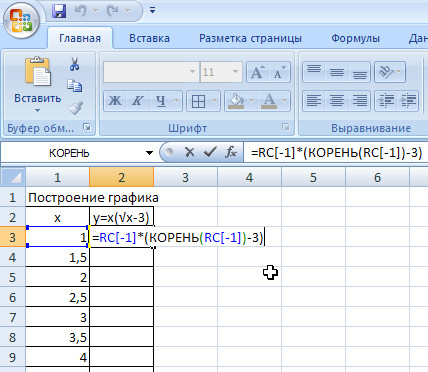 Главная Вставка Разметка страницы Формулы Дан
Вставить
11 A A
Ж К Ч A
Буфер обм... Шрифт Выравнивание
КОРЕНЬ fx =RC[-1]*(КОРЕНЬ(RC[-1])-3)
1 2 3 4 5 6
1 Построение графика
2 x y=x(√x-3)
3 1 =RC[-1]*(КОРЕНЬ(RC[-1])-3)
4 1,5
5 2
6 2,5
7 3
8 3,5
9 4